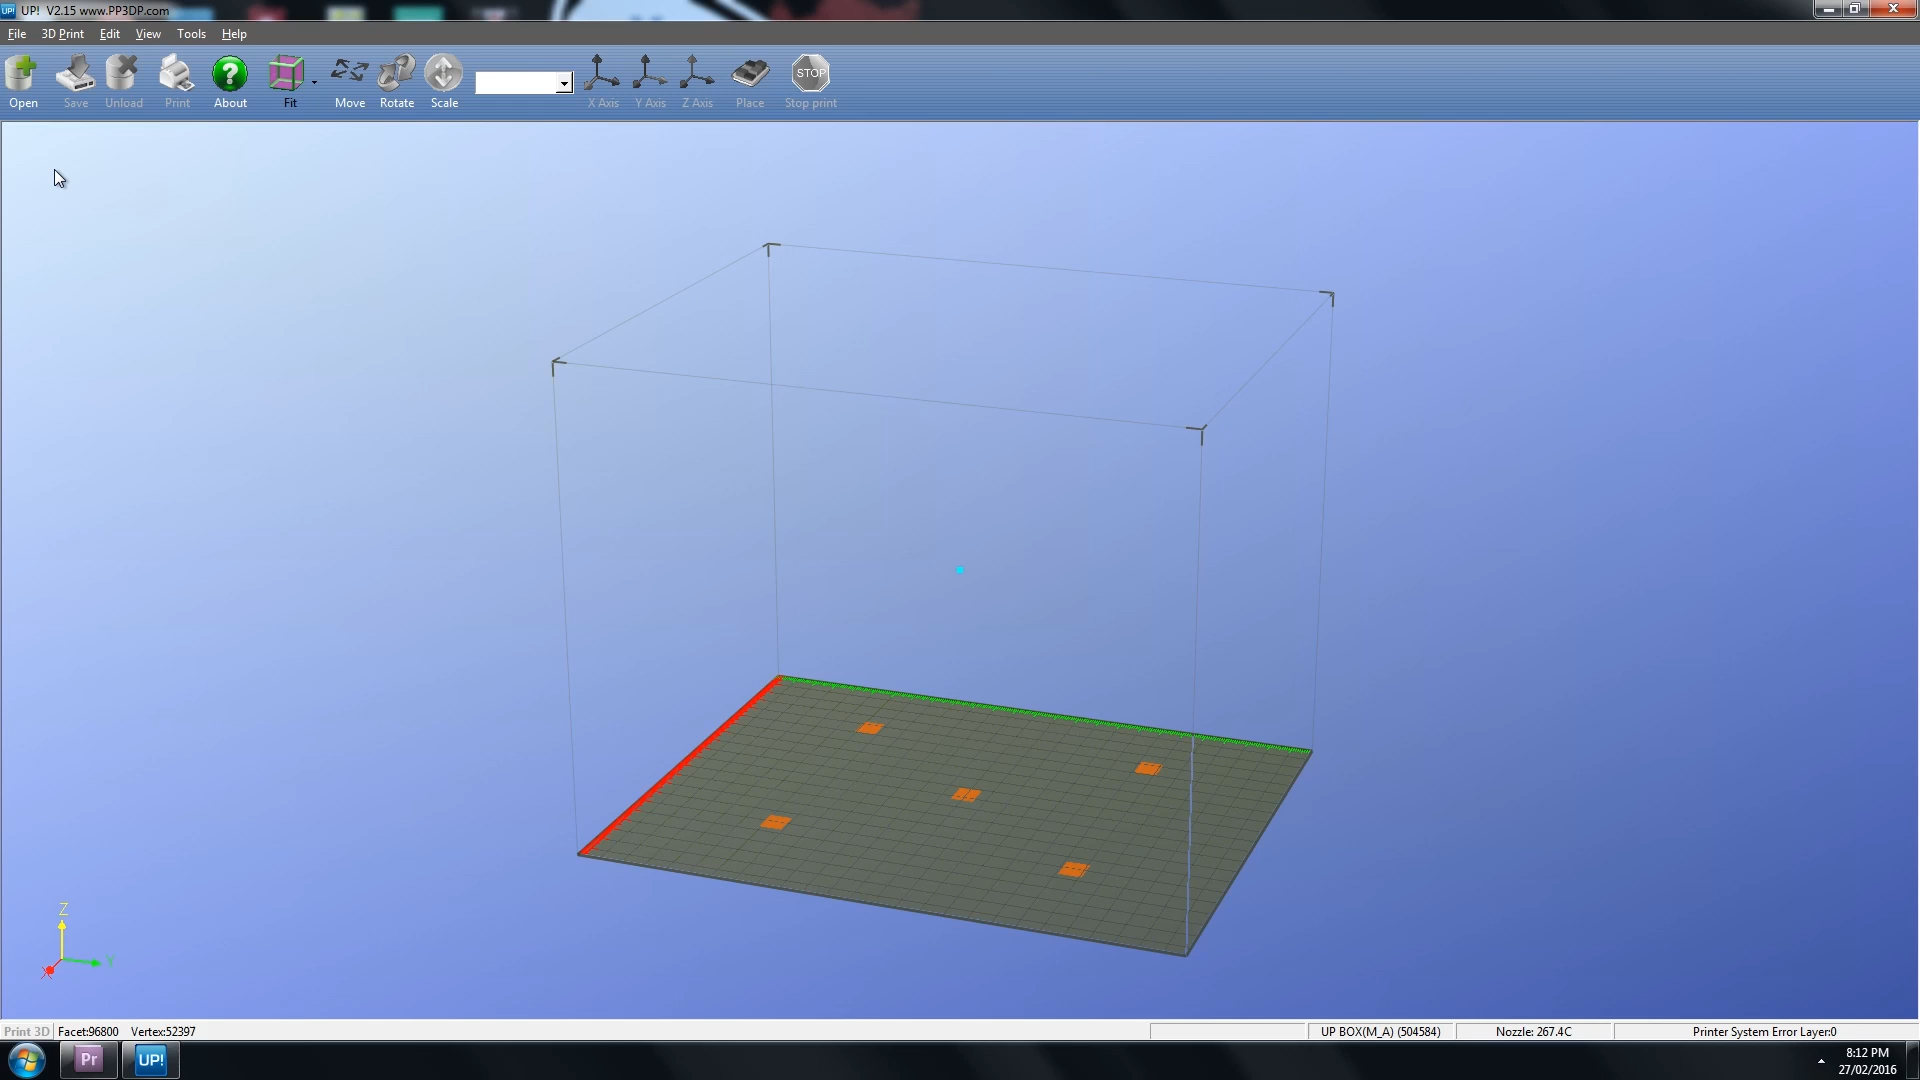 UP! UP! V2.15 www.PP3DP.com
File 3D Print Edit View Tools Help
Open Save Unload Print About Fit Move Rotate Scale X Axis Y Axis Z Axis Place Stop print
STOP
Z
Y
X
Print 3D Facet:96800 Vertex:52397 UP BOX(M_A) (504584) Nozzle: 267.4C Printer System Error Layer:0
Pr UP! 8:12 PM
27/02/2016